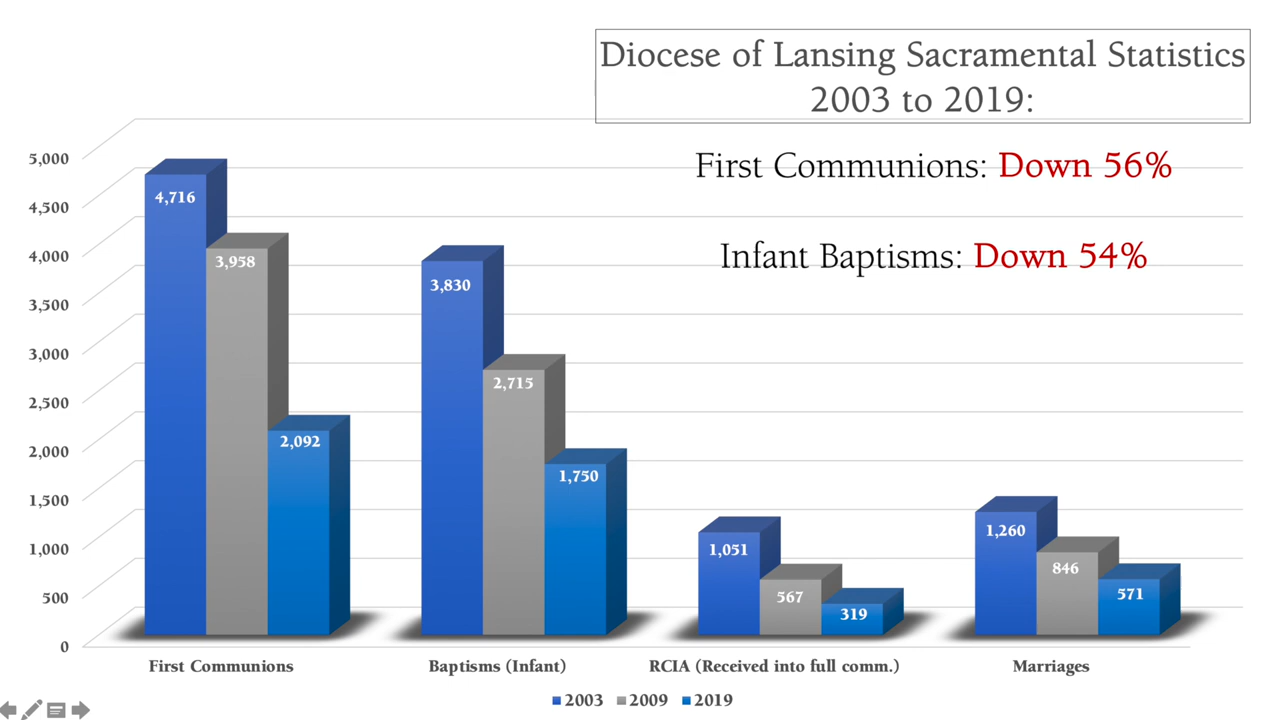 Diocese of Lansing Sacramental Statistics
2003 to 2019:
First Communions: Down 56%
Infant Baptisms: Down 54%
5,000
4,500
4,000
3,500
3,000
2,500
2,000
1,500
1,000
500
0
4,716
3,958
2,092
3,830
2,715
1,750
1,051
567
319
1,260
846
571
First Communions
Baptisms (Infant)
RCIA (Received into full comm.)
Marriages
2003 2009 2019